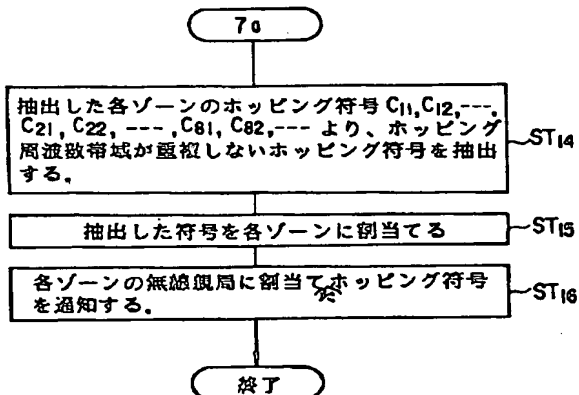 7a
抽出した各ゾーンのホッピング符号 C11,C12,---,
C21,C22,---,C81,C82,--- より、ホッピング
周波数帯域が重複しないホッピング符号を抽出
する。
ST14
抽出した符号を各ゾーンに割当てる
ST15
各ゾーンの無線親局に割当てホッピング符号
を通知する。
ST16
終了